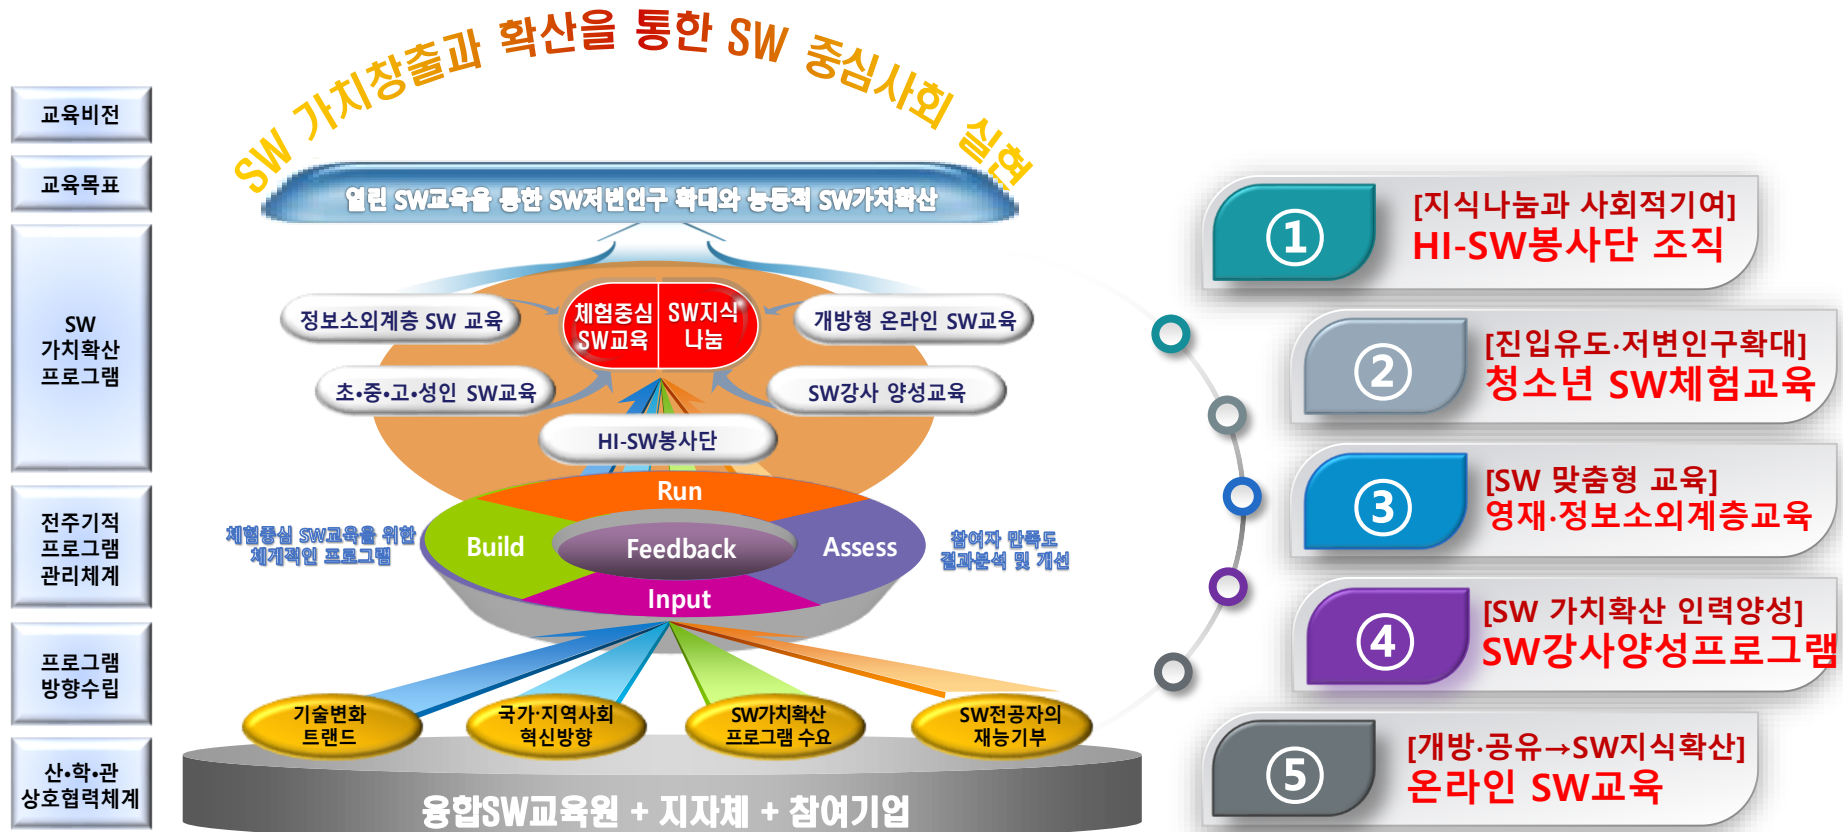 SW 가치창출과 확산을 통한 SW 중심사회 실현
교육비전
교육목표
열린 SW교육을 통한 SW저변인구 확대와 능동적 SW가치확산
SW
가치확산
프로그램
정보소외계층 SW 교육
체험중심
SW교육
SW지식
나눔
개방형 온라인 SW교육
초•중•고•성인 SW교육
SW강사 양성교육
HI-SW봉사단
전주기적
프로그램
관리체계
체험중심 SW교육을 위한
체계적인 프로그램
Run
Build
Feedback
Assess
Input
참여자 만족도
결과분석 및 개선
프로그램
방향수립
기술변화
트랜드
국가·지역사회
혁신방향
SW가치확산
프로그램 수요
SW전공자의
재능기부
산•학•관
상호협력체계
융합SW교육원 + 지자체 + 참여기업
①
[지식나눔과 사회적기여]
HI-SW봉사단 조직
②
[진입유도·저변인구확대]
청소년 SW체험교육
③
[SW 맞춤형 교육]
영재·정보소외계층교육
④
[SW 가치확산 인력양성]
SW강사양성프로그램
⑤
[개방·공유→SW지식확산]
온라인 SW교육